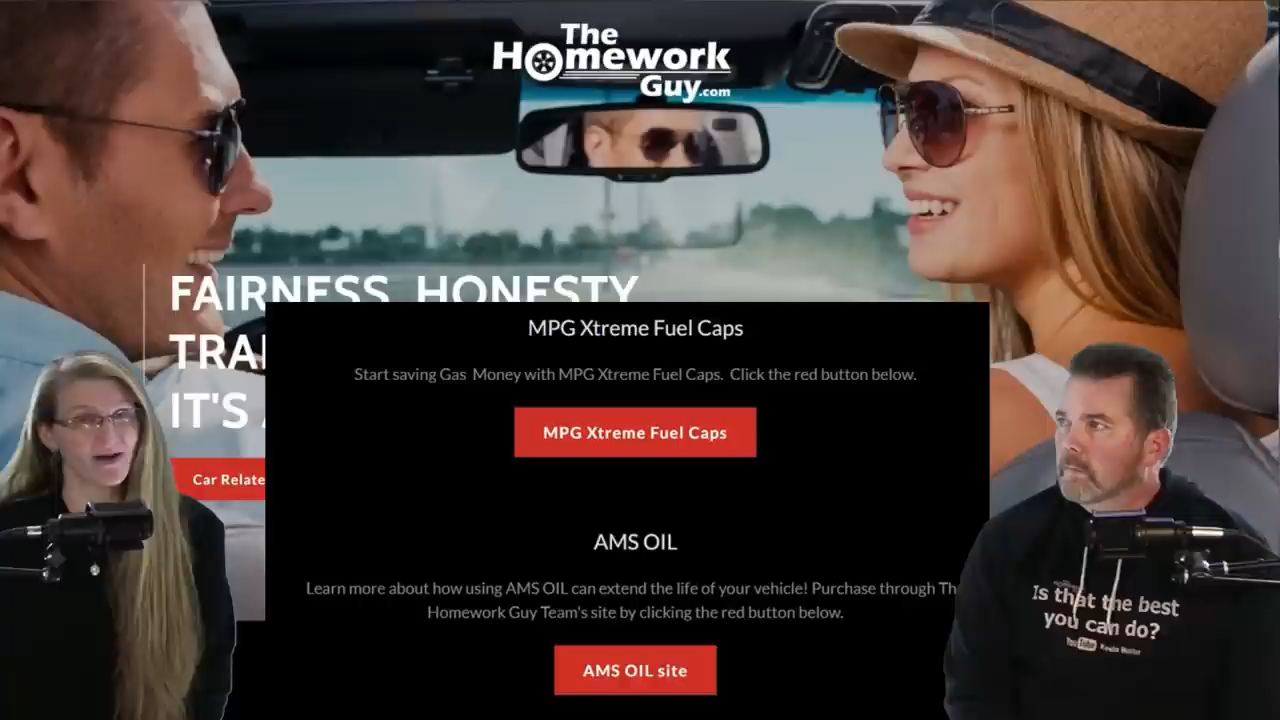 The
Homework
Guy.com
FAIRNESS, HONESTY
IT'S
Car Relate
MPG Xtreme Fuel Caps
Start saving Gas Money with MPG Xtreme Fuel Caps. Click the red button below.
MPG Xtreme Fuel Caps
AMS OIL
Learn more about how using AMS OIL can extend the life of your vehicle! Purchase through Th
Homework Guy Team's site by clicking the red button below.
AMS OIL site
Is that the best
you can do?
YouTube